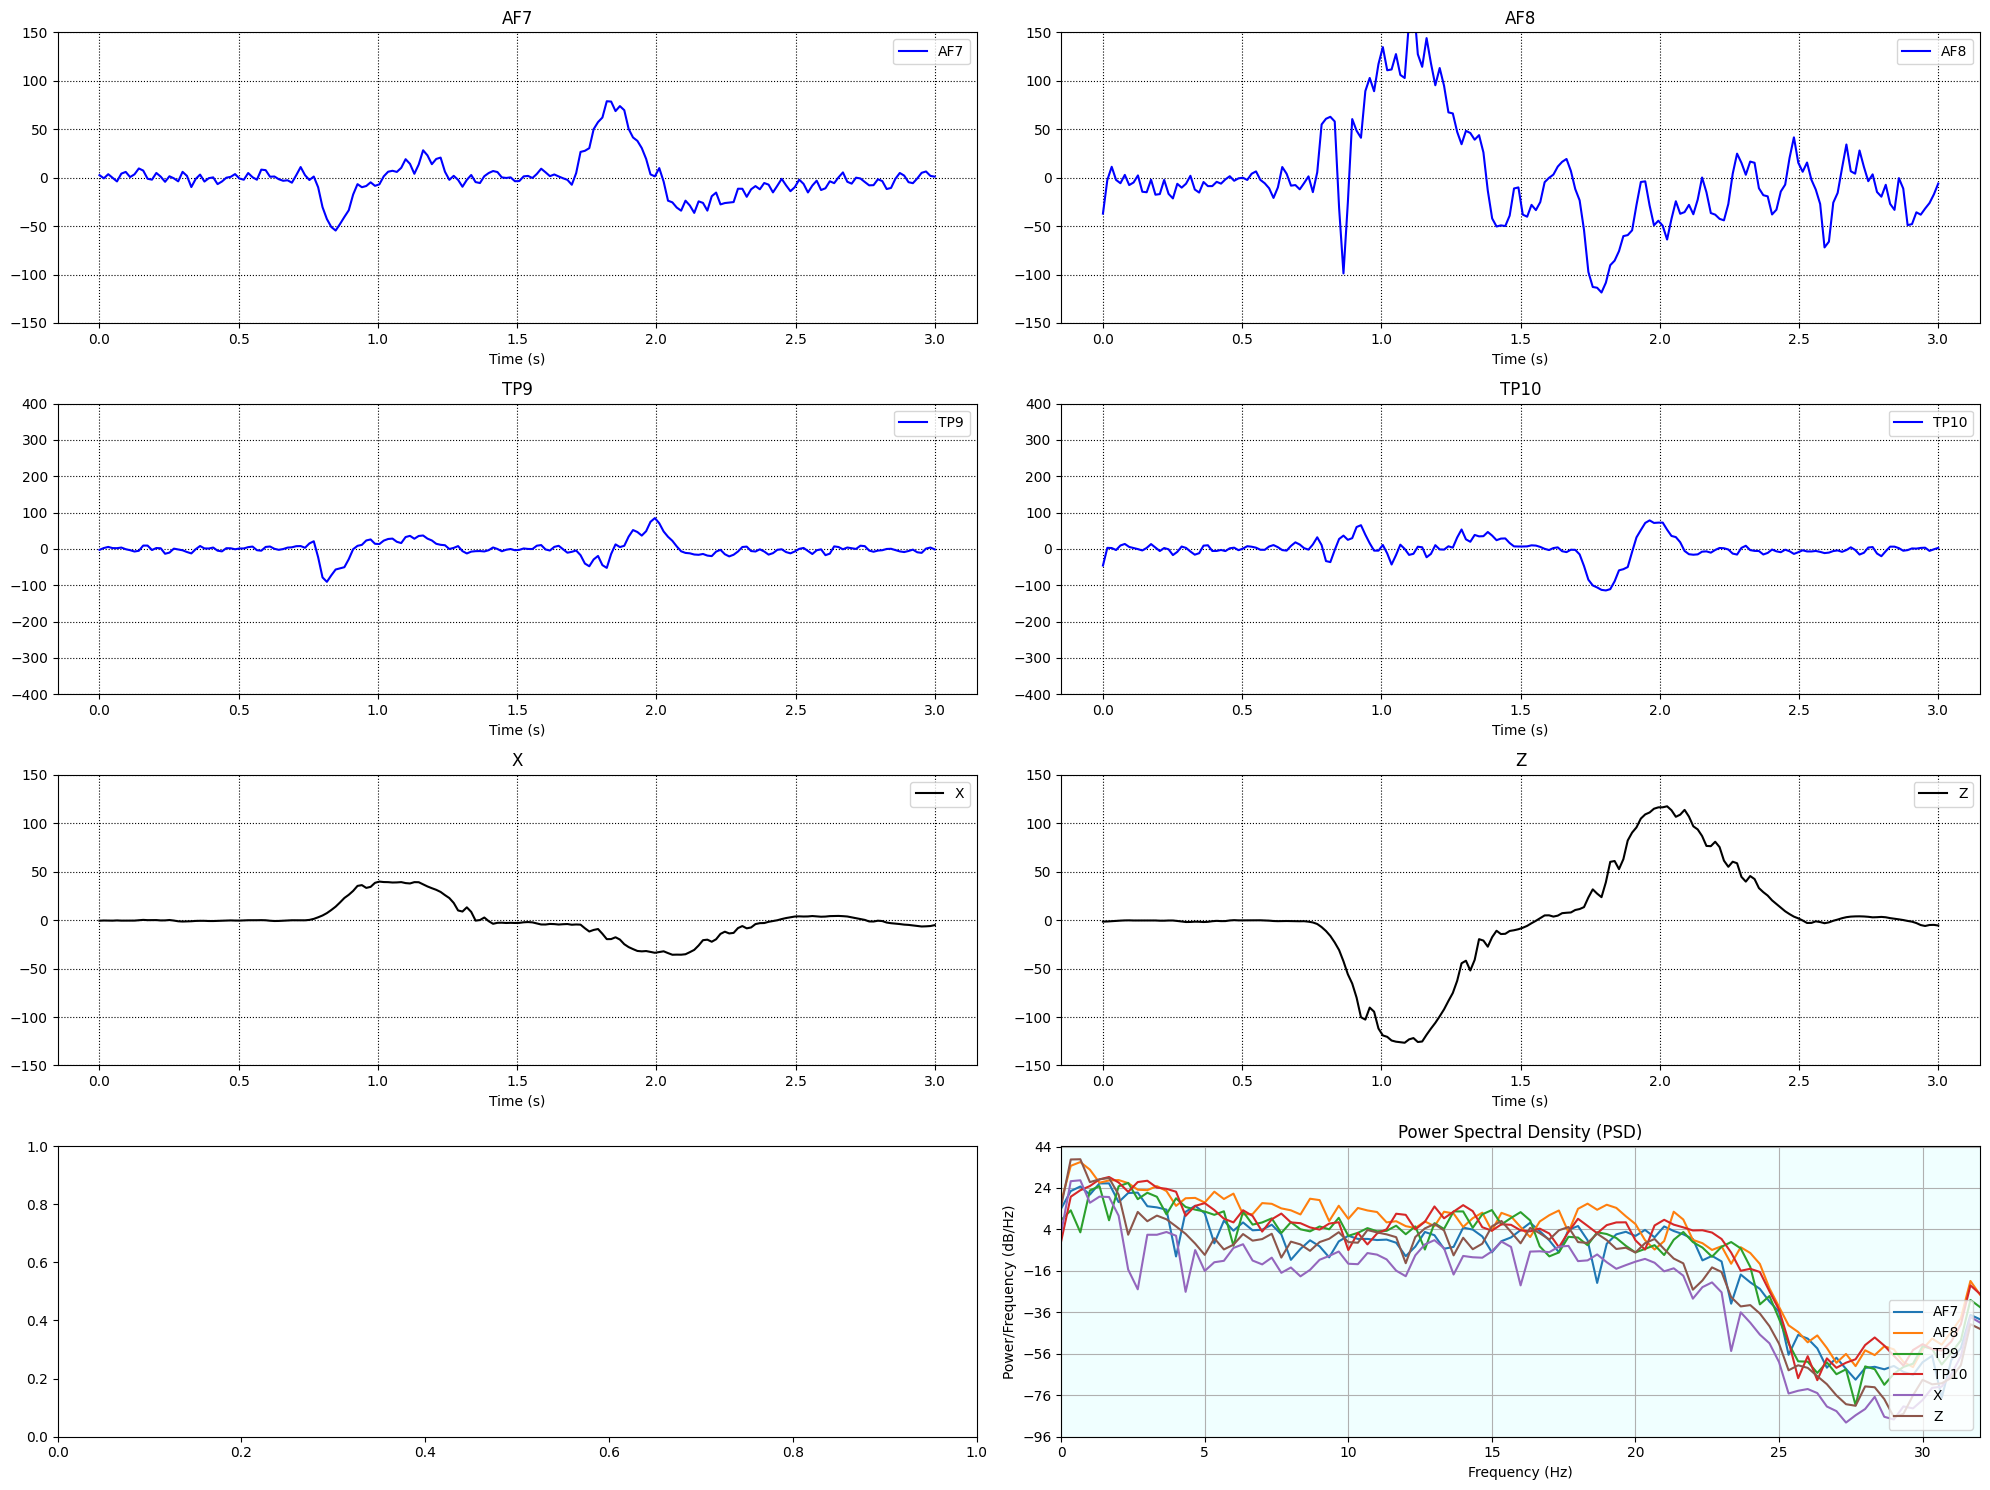 AF7
150
100
50
0
−50
−100
−150
AF7
0.0 0.5 1.0 1.5 2.0 2.5 3.0
Time (s)
AF8
150
100
50
0
−50
−100
−150
AF8
0.0 0.5 1.0 1.5 2.0 2.5 3.0
Time (s)
TP9
400
300
200
100
0
−100
−200
−300
−400
TP9
0.0 0.5 1.0 1.5 2.0 2.5 3.0
Time (s)
TP10
400
300
200
100
0
−100
−200
−300
−400
TP10
0.0 0.5 1.0 1.5 2.0 2.5 3.0
Time (s)
X
150
100
50
0
−50
−100
−150
X
0.0 0.5 1.0 1.5 2.0 2.5 3.0
Time (s)
Z
150
100
50
0
−50
−100
−150
Z
0.0 0.5 1.0 1.5 2.0 2.5 3.0
Time (s)
1.0
0.8
0.6
0.4
0.2
0.0
0.0 0.2 0.4 0.6 0.8 1.0
Power Spectral Density (PSD)
Power/Frequency (dB/Hz)
44
24
4
−16
−36
−56
−76
−96
AF7
AF8
TP9
TP10
X
Z
0 5 10 15 20 25 30
Frequency (Hz)